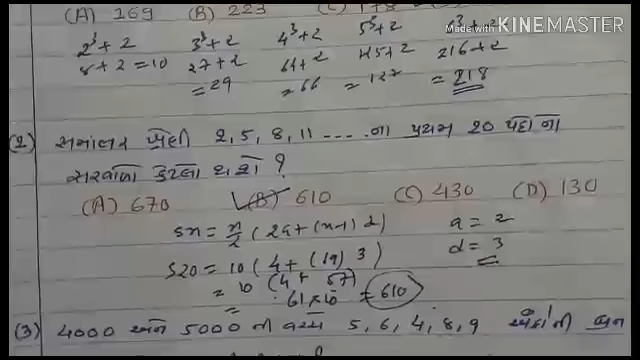 Made With
KINEMASTER
(A) 169 (B) 223 (C) 178
2³+2 3³+2 4³+2 5³+2 6³+2
8+2=10 27+2 64+2 125+2 216+2
=29 =66 =127 =218
(2) સમાંતર શ્રેણી 2, 5, 8, 11 ---- ના પ્રથમ 20 પદોના
સરવાળા કેટલા થશે?
(A) 670 (B) 610 (C) 430 (D) 130
Sn = n/2 (2a+(n-1)d) a = 2
S20 = 10 (4+(19)3) d = 3
= 10 (4+57)
= 61×10 = 610
(3) 4000 અને 5000 ની વચ્ચે 5, 6, 4, 8, 9